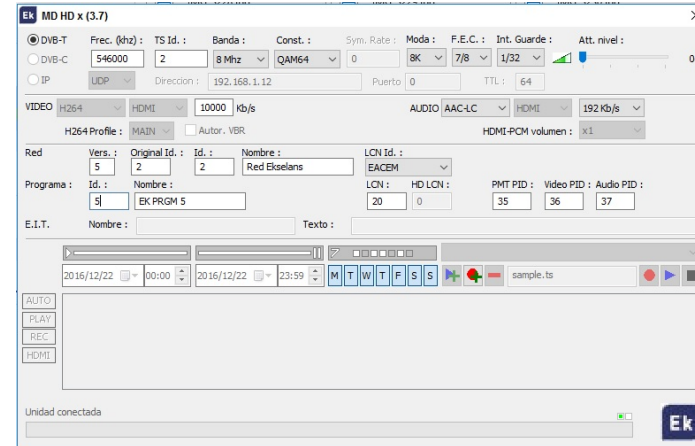 Ek MD HD x (3.7)
DVB-T Frec. (khz) : TS Id. : Banda : Const. : Sym. Rate : Moda : F.E.C. : Int. Guarde : Att. nivel :
DVB-C 546000 2 8 Mhz QAM64 0 8K 7/8 1/32 0
IP UDP Direccion : 192.168.1.12 Puerto 0 TTL : 64
VIDEO H264 HDMI 10000 Kb/s AUDIO AAC-LC HDMI 192 Kb/s
H264 Profile : MAIN Autor. VBR HDMI-PCM volumen : x1
Red Vers. : Original Id. : Id. : Nombre : LCN Id. :
5 2 2 Red Ekselans EACEM
Programa : Id. : Nombre : LCN : HD LCN : PMT PID : Video PID : Audio PID :
5 EK PRGM 5 20 0 35 36 37
E.I.T. Nombre : Texto :
2016/12/22 00:00 2016/12/22 23:59 M T W T F S S sample.ts
AUTO
PLAY
REC
HDMI
Unidad conectada
Ek